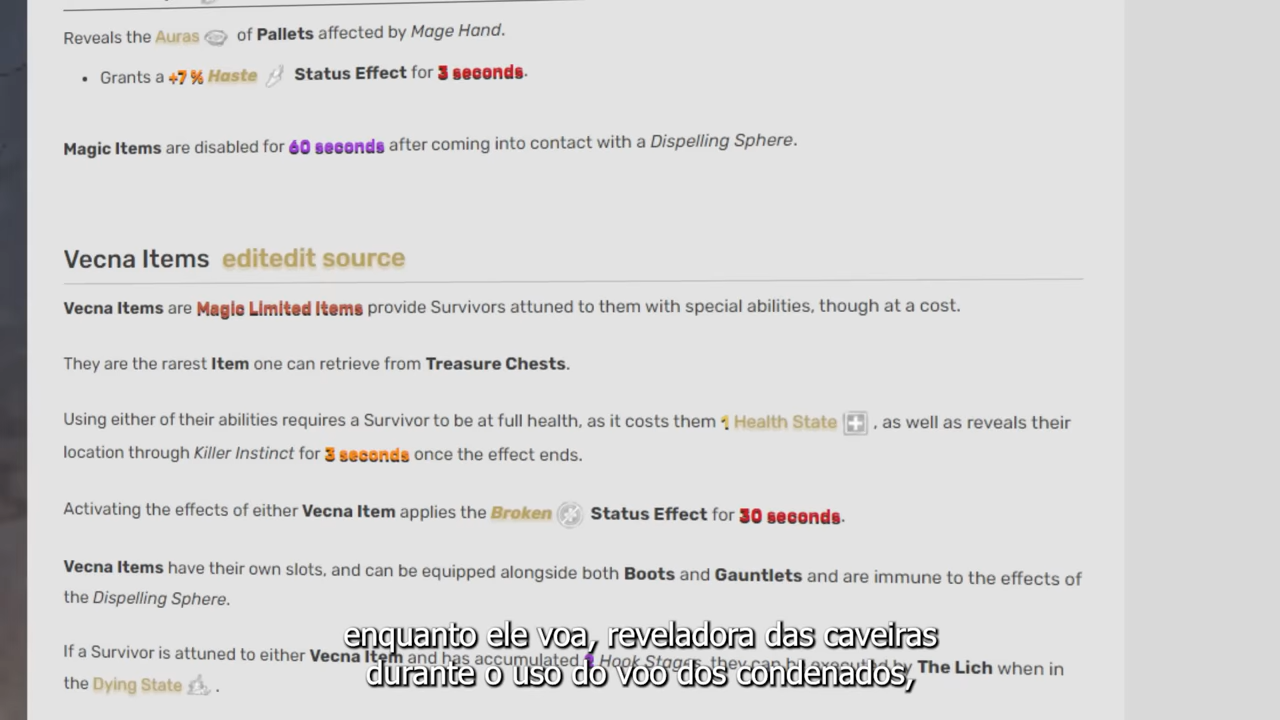 Reveals the Auras of Pallets affected by Mage Hand.
• Grants a +7 % Haste Status Effect for 3 seconds.
Magic Items are disabled for 60 seconds after coming into contact with a Dispelling Sphere.
Vecna Items editedit source
Vecna Items are Magic Limited Items provide Survivors attuned to them with special abilities, though at a cost.
They are the rarest Item one can retrieve from Treasure Chests.
Using either of their abilities requires a Survivor to be at full health, as it costs them 1 Health State , as well as reveals their
location through Killer Instinct for 3 seconds once the effect ends.
Activating the effects of either Vecna Item applies the Broken Status Effect for 30 seconds.
Vecna Items have their own slots, and can be equipped alongside both Boots and Gauntlets and are immune to the effects of
the Dispelling Sphere.
If a Survivor is attuned to either Vecna Item and has accumulated Hook Stages, they can be executed by The Lich when in
the Dying State .
enquanto ele voa, reveladora das caveiras
durante o uso do voo dos condenados,